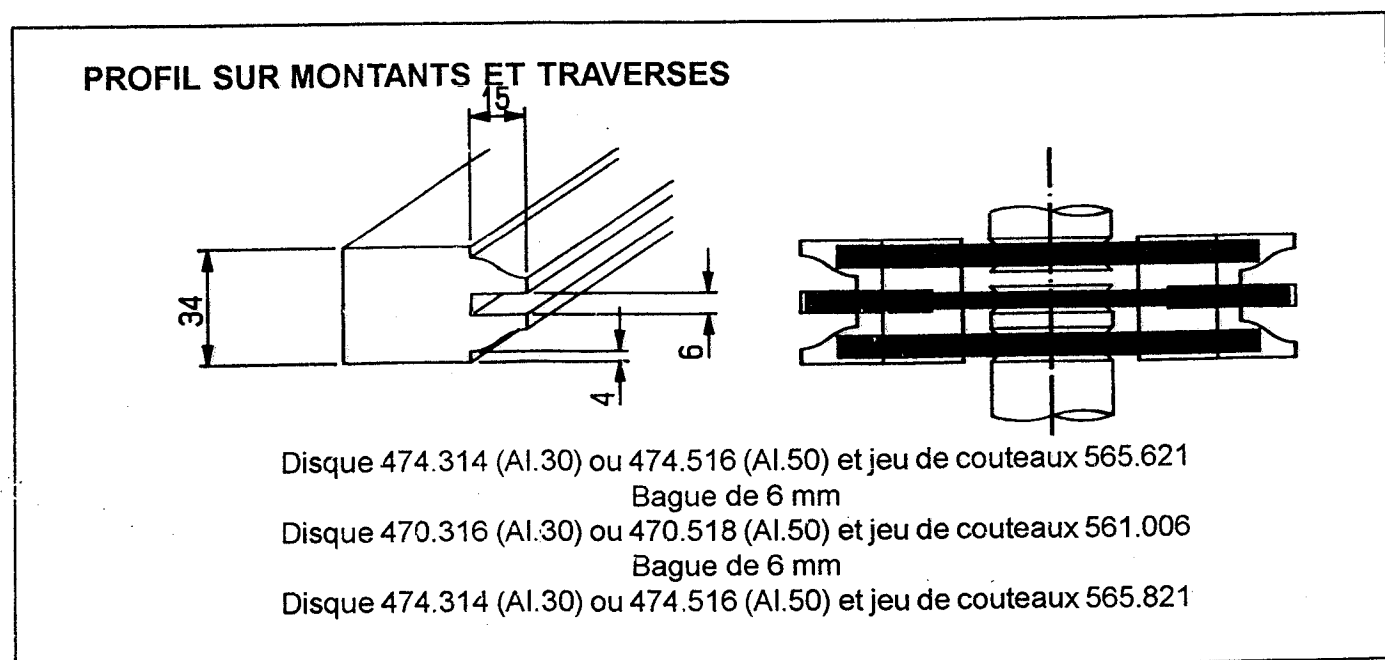 PROFIL SUR MONTANTS ET TRAVERSES
15
34
6
4
Disque 474.314 (Al.30) ou 474.516 (Al.50) et jeu de couteaux 565.621
Bague de 6 mm
Disque 470.316 (Al.30) ou 470.518 (Al.50) et jeu de couteaux 561.006
Bague de 6 mm
Disque 474.314 (Al.30) ou 474.516 (Al.50) et jeu de couteaux 565.821